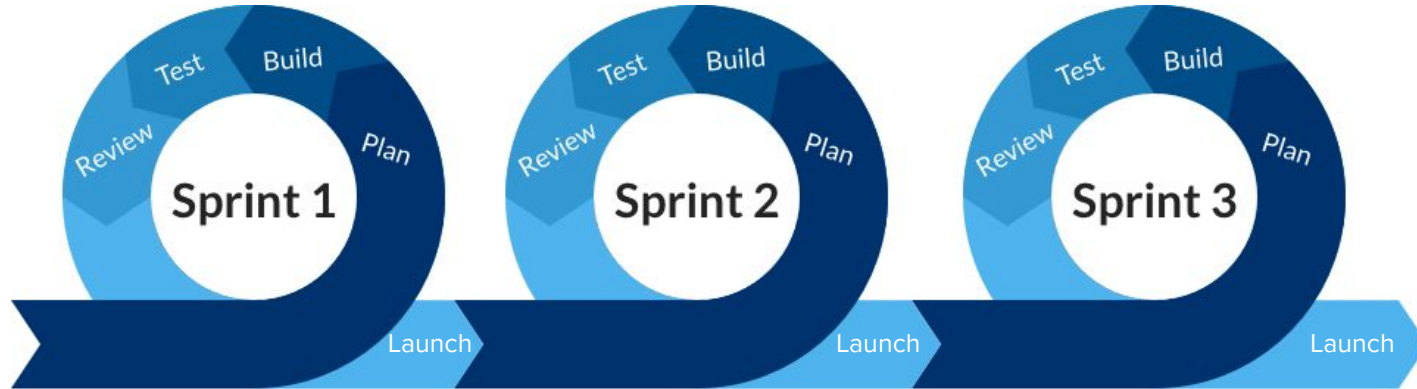 Plan
Build
Test
Review
Sprint 1
Launch
Plan
Build
Test
Review
Sprint 2
Launch
Plan
Build
Test
Review
Sprint 3
Launch